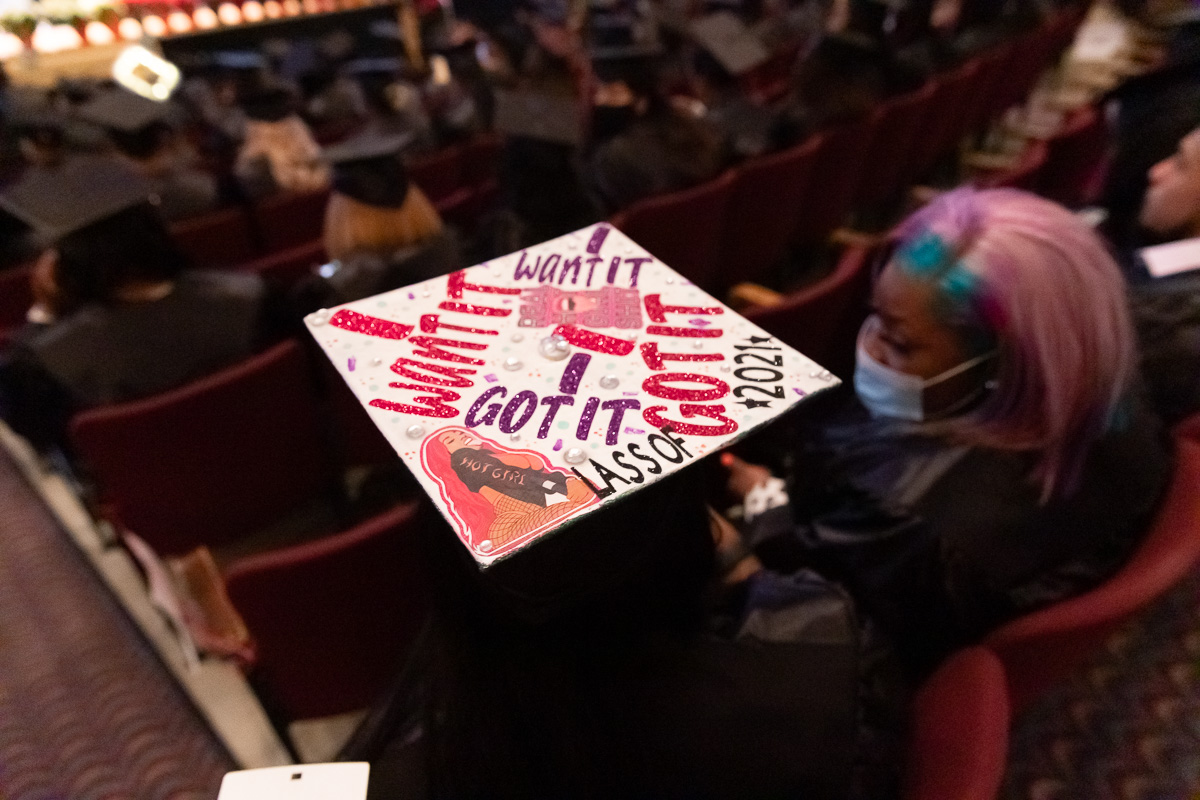 I
WANT IT
I
WANT IT
I
GOT IT
I
GOT IT
HOT GIRL
CLASS OF
★2021★